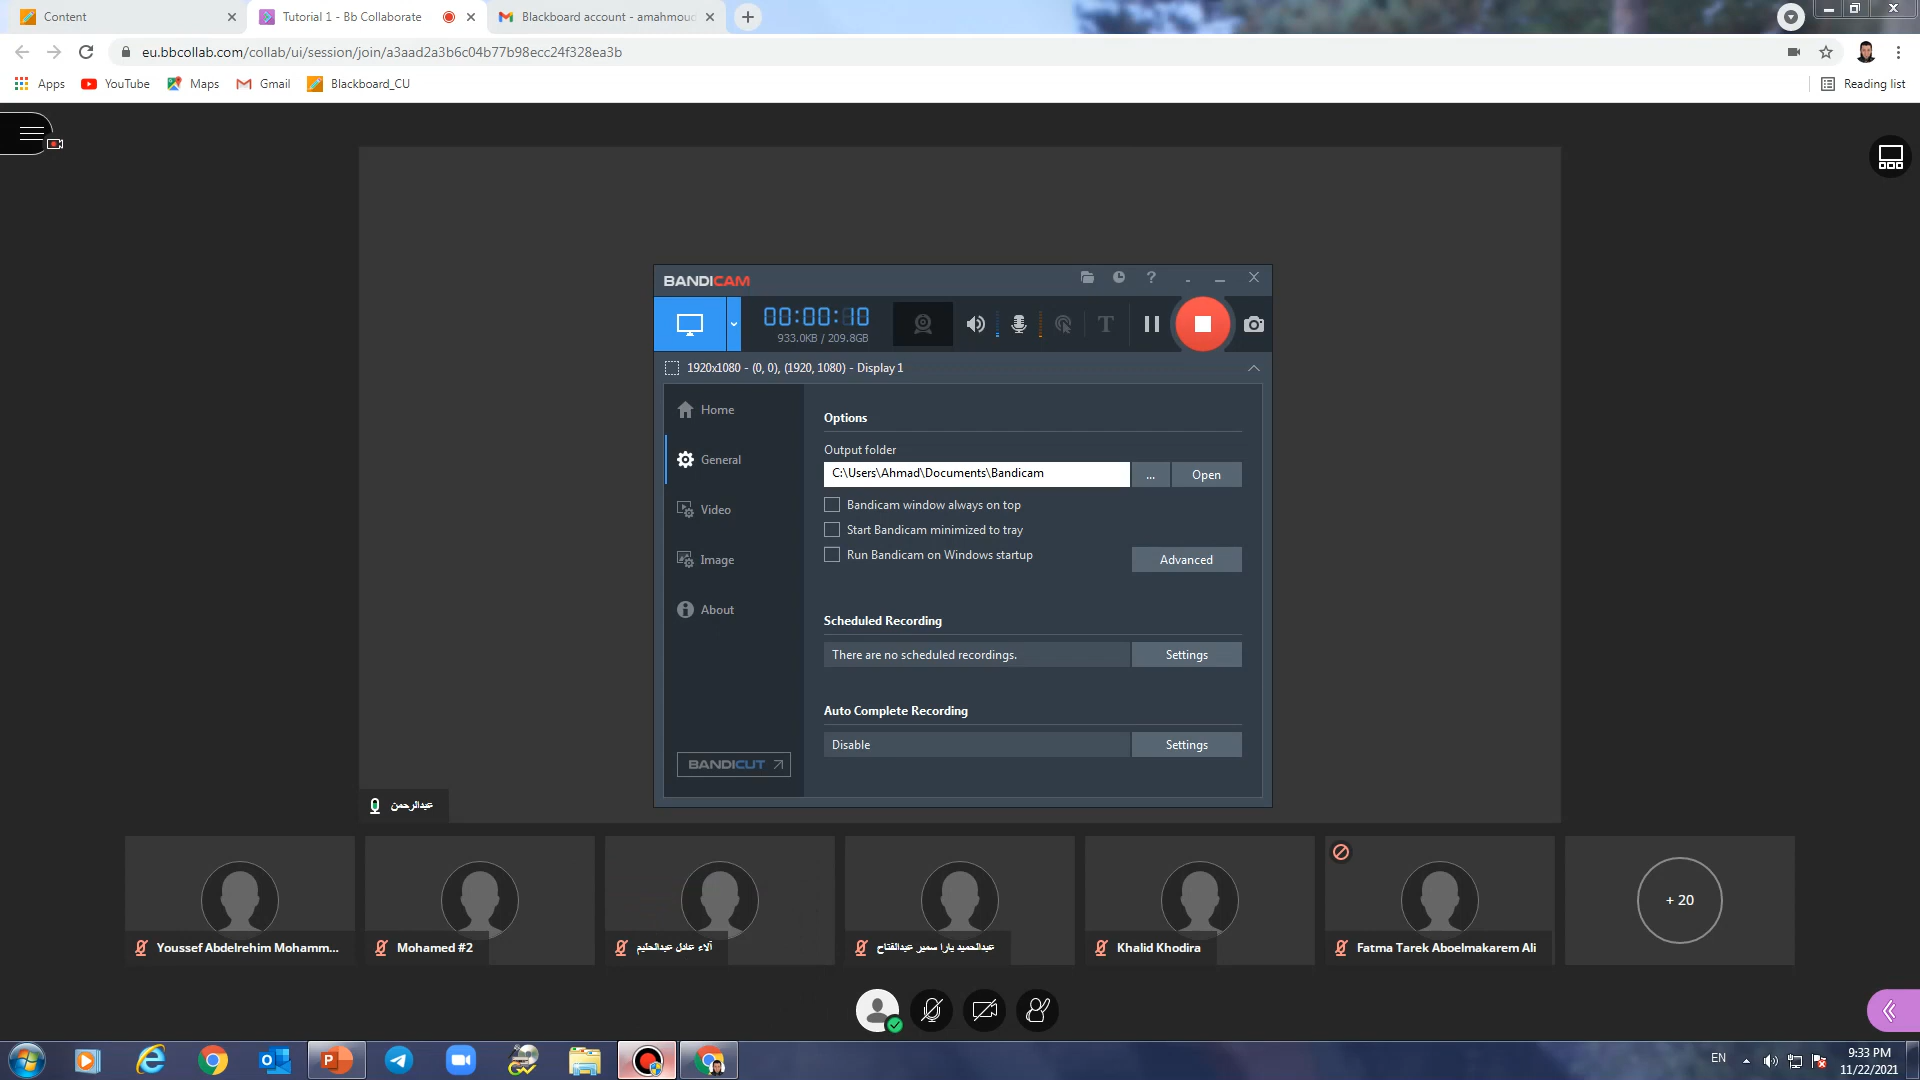 Content
Tutorial 1 - Bb Collaborate
Blackboard account - amahmoud
eu.bbcollab.com/collab/ui/session/join/a3aad2a3b6c04b77b98ecc24f328ea3b
Apps
YouTube
Maps
Gmail
Blackboard_CU
Reading list
BANDICAM
00:00:10
933.0KB / 209.8GB
1920x1080 - (0, 0), (1920, 1080) - Display 1
Home
General
Video
Image
About
BANDICUT
Options
Output folder
C:\Users\Ahmad\Documents\Bandicam
...
Open
Bandicam window always on top
Start Bandicam minimized to tray
Run Bandicam on Windows startup
Advanced
Scheduled Recording
There are no scheduled recordings.
Settings
Auto Complete Recording
Disable
Settings
عبدالرحمن
Youssef Abdelrehim Mohamm...
Mohamed #2
آلاء عادل عبدالحليم
عبدالحميد يارا سمير عبدالفتاح
Khalid Khodira
Fatma Tarek Aboelmakarem Ali
+ 20
EN
9:33 PM
11/22/2021